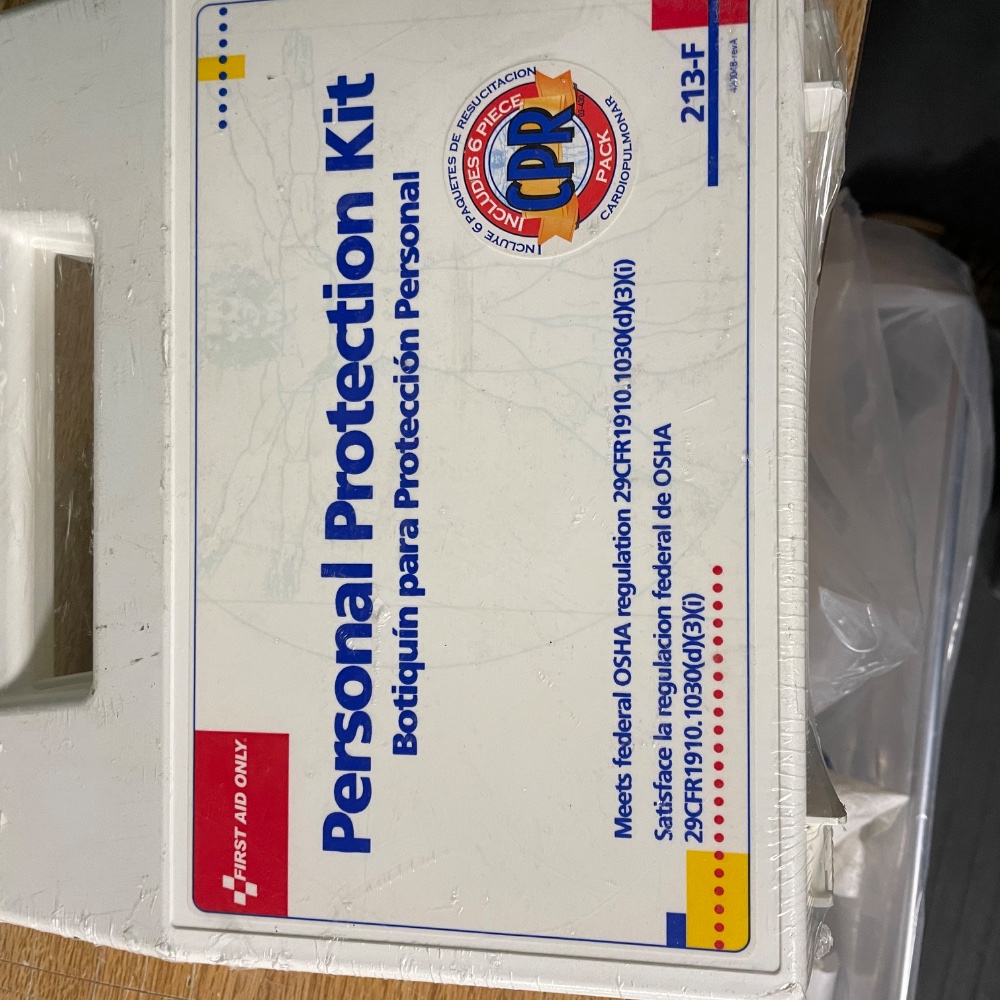 FIRST AID ONLY
Personal Protection Kit
Botiquín para Protección Personal
INCLUDES 6 PIECE
CPR
PACK
INCLUYE 6 PAQUETES DE RESUCITACION
CARDIOPULMONAR
Meets federal OSHA regulation 29CFR1910.1030(d)(3)(i)
Satisface la regulacion federal de OSHA
29CFR1910.1030(d)(3)(i)
213-F